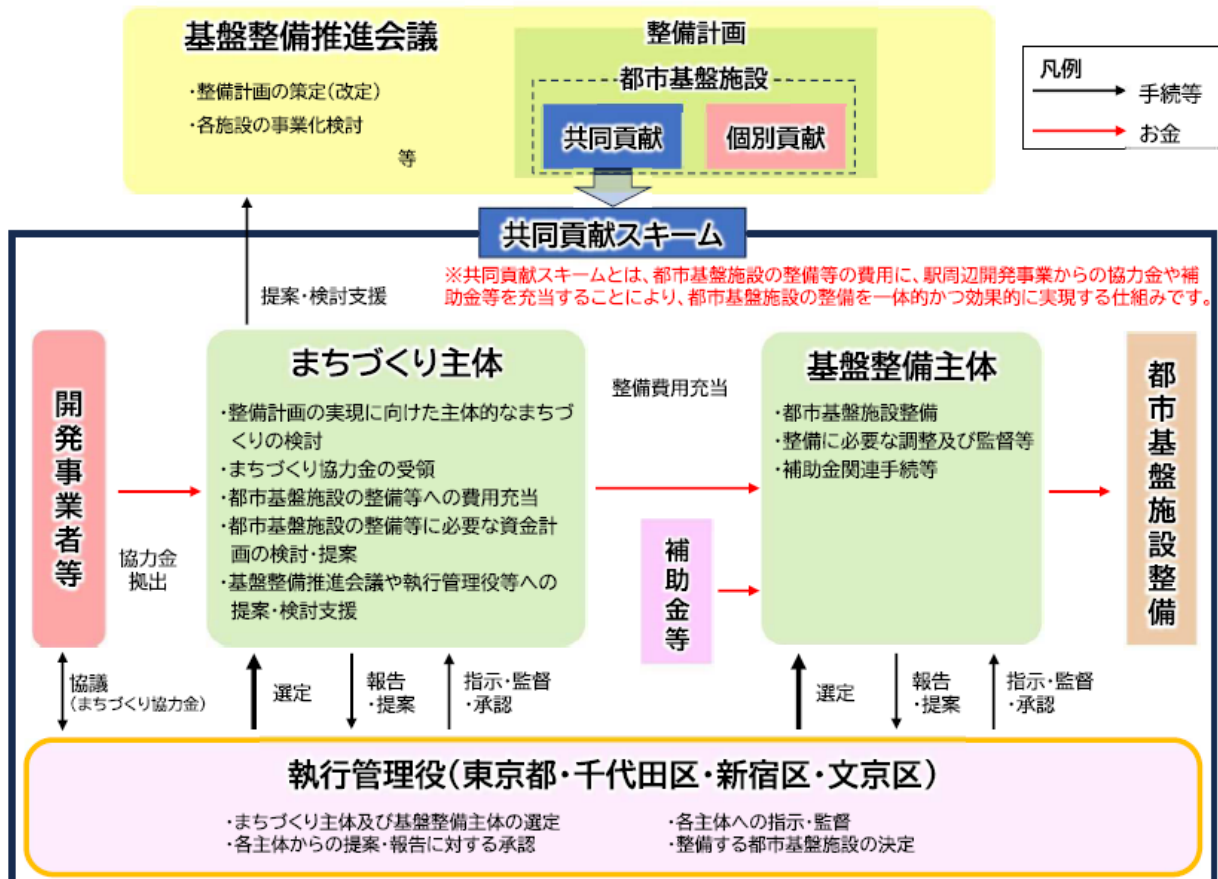 基盤整備推進会議
・整備計画の策定(改定)
・各施設の事業化検討
等
整備計画
都市基盤施設
共同貢献
個別貢献
凡例
手続等
お金
共同貢献スキーム
※共同貢献スキームとは、都市基盤施設の整備等の費用に、駅周辺開発事業からの協力金や補
助金等を充当することにより、都市基盤施設の整備を一体的かつ効果的に実現する仕組みです。
提案・検討支援
開発事業者等
協力金
拠出
まちづくり主体
・整備計画の実現に向けた主体的なまちづ
くりの検討
・まちづくり協力金の受領
・都市基盤施設の整備等への費用充当
・都市基盤施設の整備等に必要な資金計
画の検討・提案
・基盤整備推進会議や執行管理役等への
提案・検討支援
整備費用充当
補助金等
基盤整備主体
・都市基盤施設整備
・整備に必要な調整及び監督等
・補助金関連手続等
都市基盤施設整備
協議
(まちづくり協力金)
選定
報告
・提案
指示・監督
・承認
選定
報告
・提案
指示・監督
・承認
執行管理役(東京都・千代田区・新宿区・文京区)
・まちづくり主体及び基盤整備主体の選定
・各主体からの提案・報告に対する承認
・各主体への指示・監督
・整備する都市基盤施設の決定